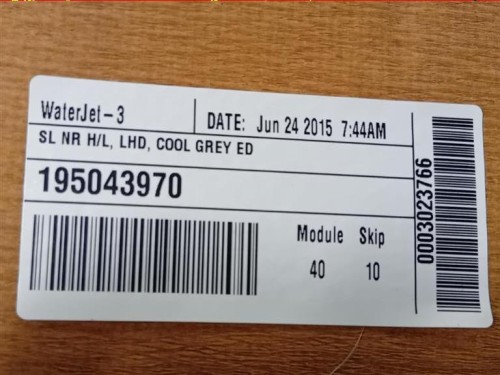 WaterJet-3
DATE: Jun 24 2015 7:44AM
SL NR H/L, LHD, COOL GREY ED
195043970
Module Skip
40 10
0003023766